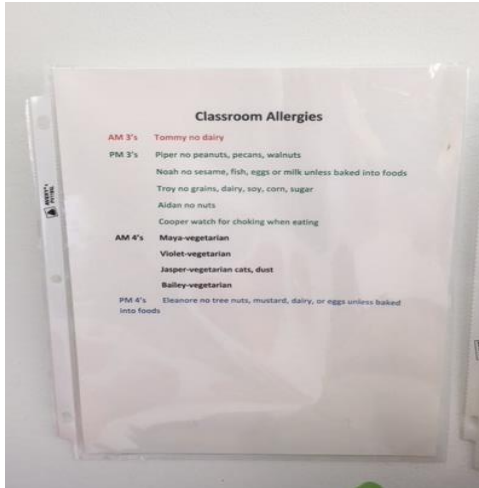 Classroom Allergies
AM 3's Tommy no dairy
PM 3's Piper no peanuts, pecans, walnuts
Noah no sesame, fish, eggs or milk unless baked into foods
Troy no grains, dairy, soy, corn, sugar
Aidan no nuts
Cooper watch for choking when eating
AM 4's Maya-vegetarian
Violet-vegetarian
Jasper-vegetarian cats, dust
Bailey-vegetarian
PM 4's Eleanore no tree nuts, mustard, dairy, or eggs unless baked
into foods